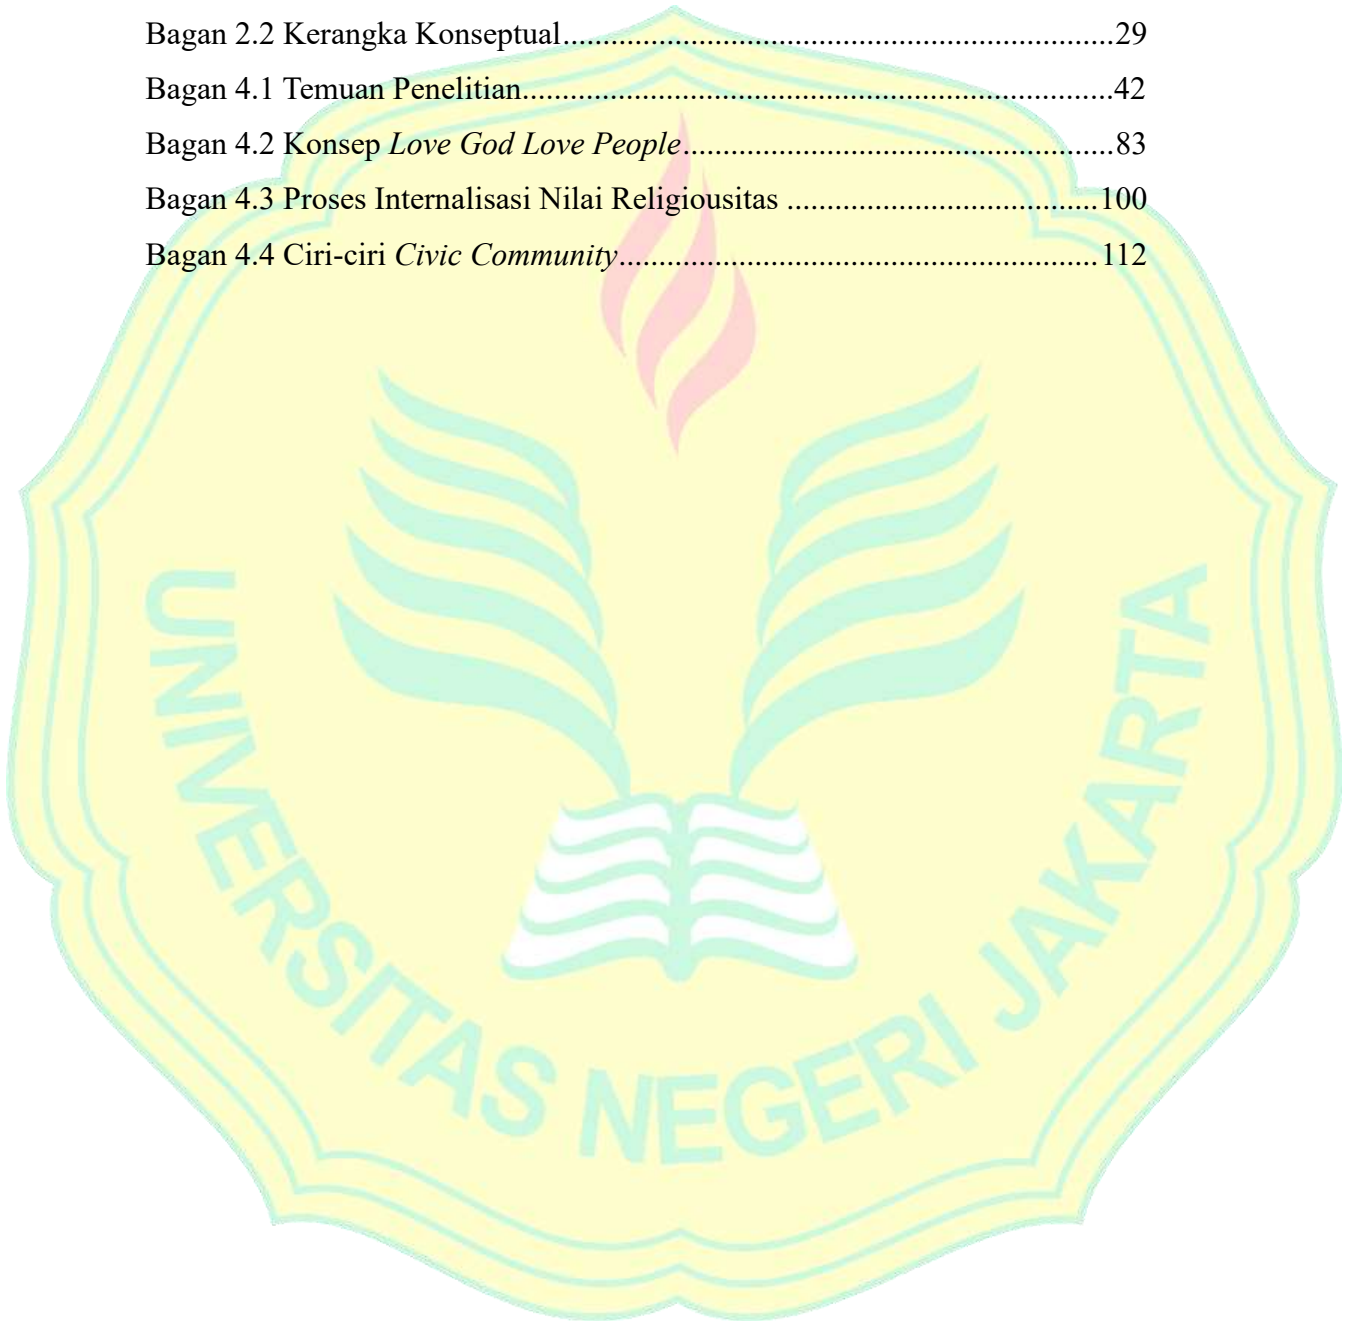 Bagan 2.2 Kerangka Konseptual.....................................................................29
Bagan 4.1 Temuan Penelitian..........................................................................42
Bagan 4.2 Konsep Love God Love People......................................................83
Bagan 4.3 Proses Internalisasi Nilai Religiousitas .......................................100
Bagan 4.4 Ciri-ciri Civic Community............................................................112
UNIVERSITAS NEGERI JAKARTA